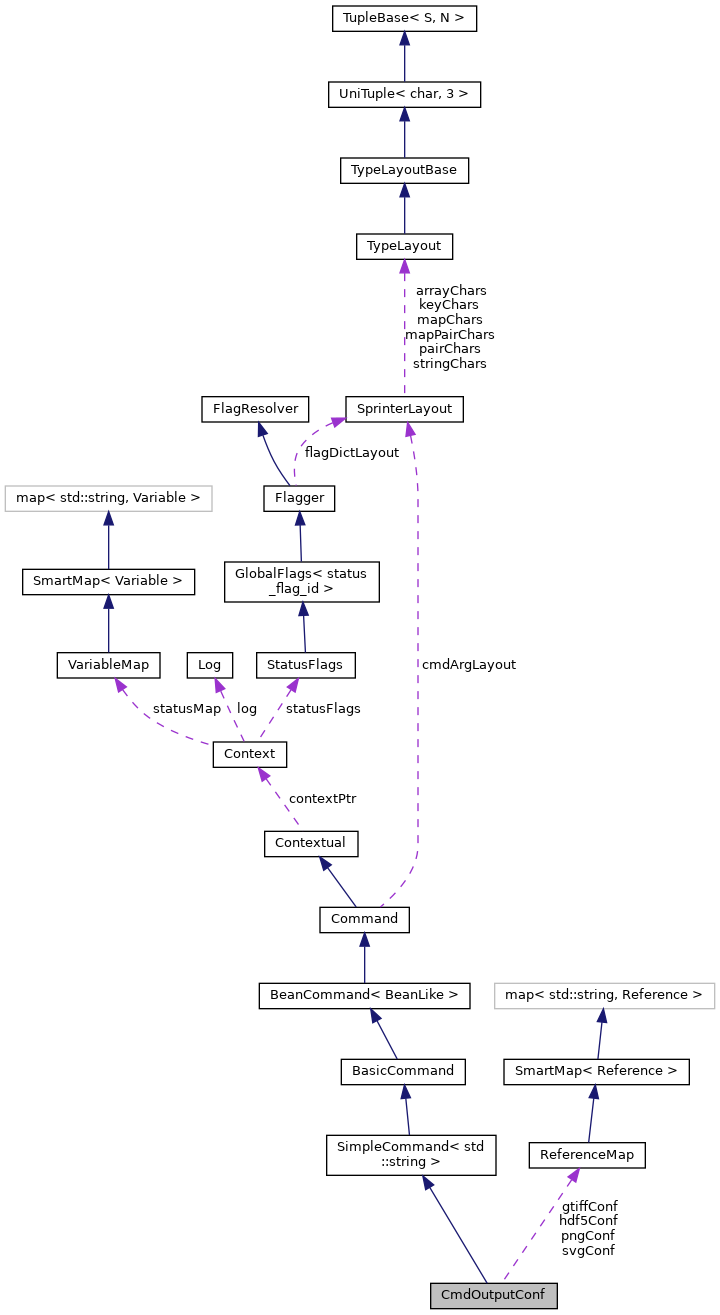 TupleBase< S, N >
UniTuple< char, 3 >
TypeLayoutBase
TypeLayout
arrayChars
keyChars
mapChars
mapPairChars
pairChars
stringChars
FlagResolver
SprinterLayout
flagDictLayout
map< std::string, Variable >
Flagger
SmartMap< Variable >
GlobalFlags< status
_flag_id >
VariableMap
Log
StatusFlags
cmdArgLayout
statusMap
log
statusFlags
Context
contextPtr
Contextual
Command
BeanCommand< BeanLike >
map< std::string, Reference >
BasicCommand
SmartMap< Reference >
SimpleCommand< std
::string >
ReferenceMap
gtiffConf
hdf5Conf
pngConf
svgConf
CmdOutputConf